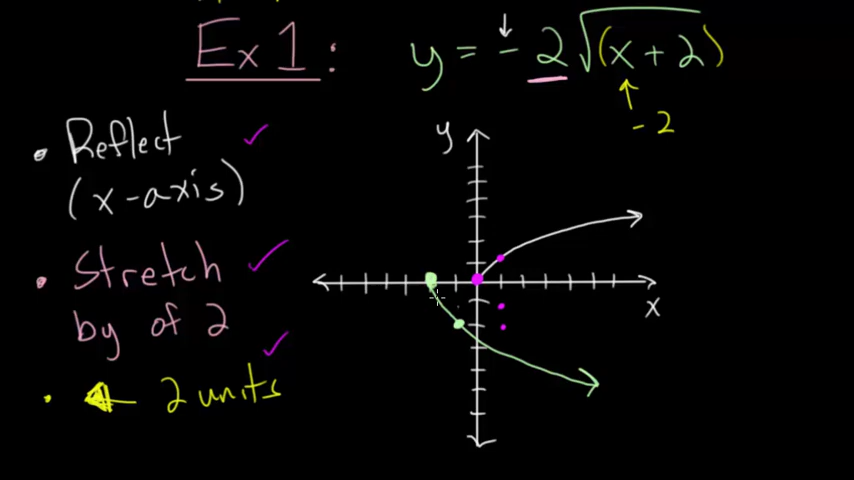 Ex 1: y = - 2√(x + 2)
- 2
• Reflect
(x-axis)
• Stretch
by of 2
• ← 2 units
y
x